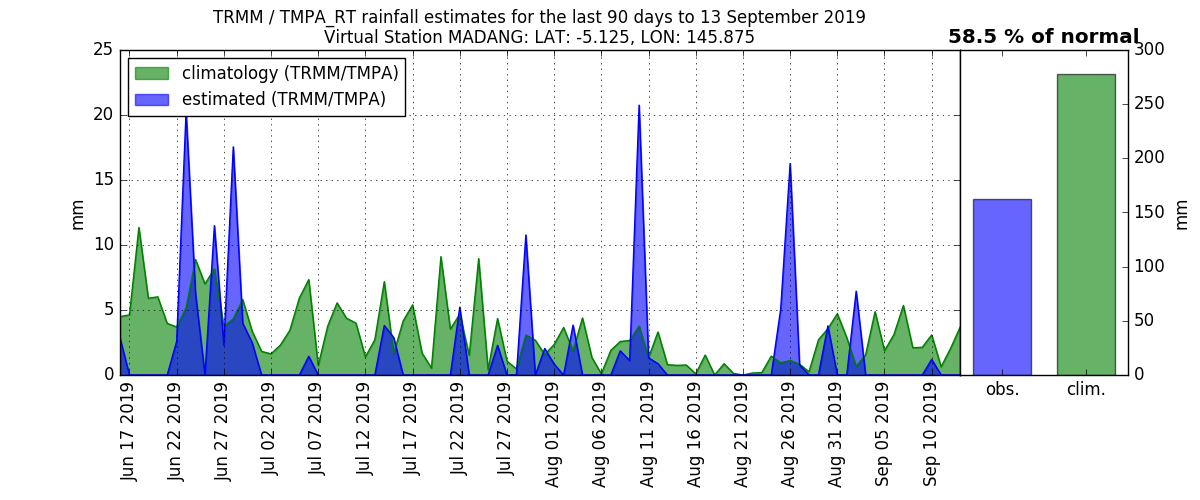 TRMM / TMPA_RT rainfall estimates for the last 90 days to 13 September 2019
Virtual Station MADANG: LAT: -5.125, LON: 145.875
58.5 % of normal
climatology (TRMM/TMPA)
estimated (TRMM/TMPA)
25
20
15
10
5
0
mm
300
250
200
150
100
50
0
mm
Jun 17 2019
Jun 22 2019
Jun 27 2019
Jul 02 2019
Jul 07 2019
Jul 12 2019
Jul 17 2019
Jul 22 2019
Jul 27 2019
Aug 01 2019
Aug 06 2019
Aug 11 2019
Aug 16 2019
Aug 21 2019
Aug 26 2019
Aug 31 2019
Sep 05 2019
Sep 10 2019
obs.
clim.